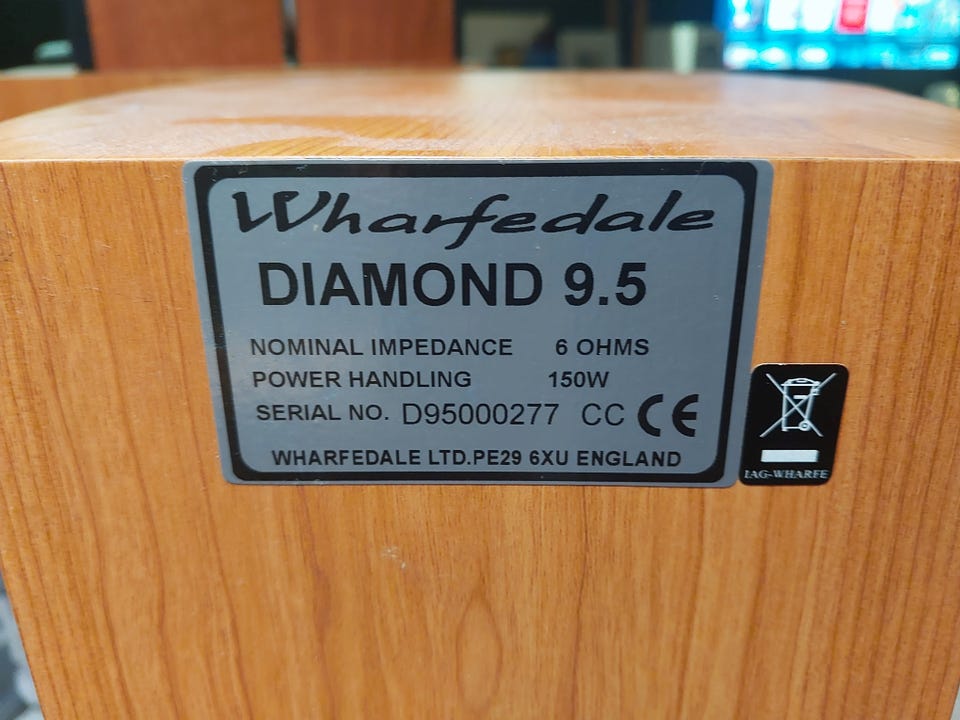 Wharfedale
DIAMOND 9.5
NOMINAL IMPEDANCE 6 OHMS
POWER HANDLING 150W
SERIAL NO. D95000277 CC CE
WHARFEDALE LTD.PE29 6XU ENGLAND
IAG-WHARFE